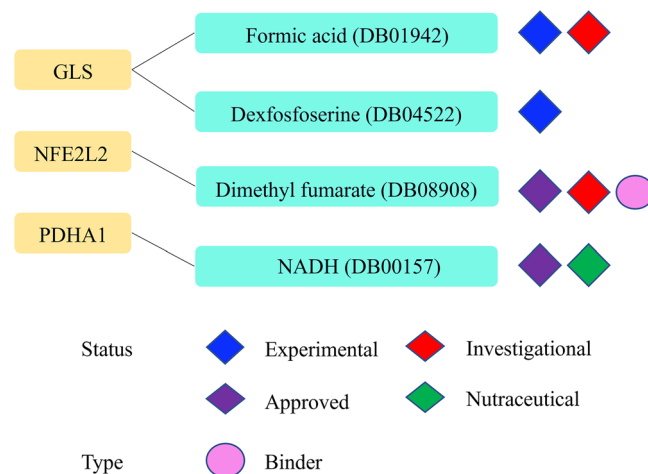 Formic acid (DB01942)
GLS
Dexfosfoserine (DB04522)
NFE2L2
Dimethyl fumarate (DB08908)
PDHA1
NADH (DB00157)
Status Experimental Investigational
Approved Nutraceutical
Type Binder